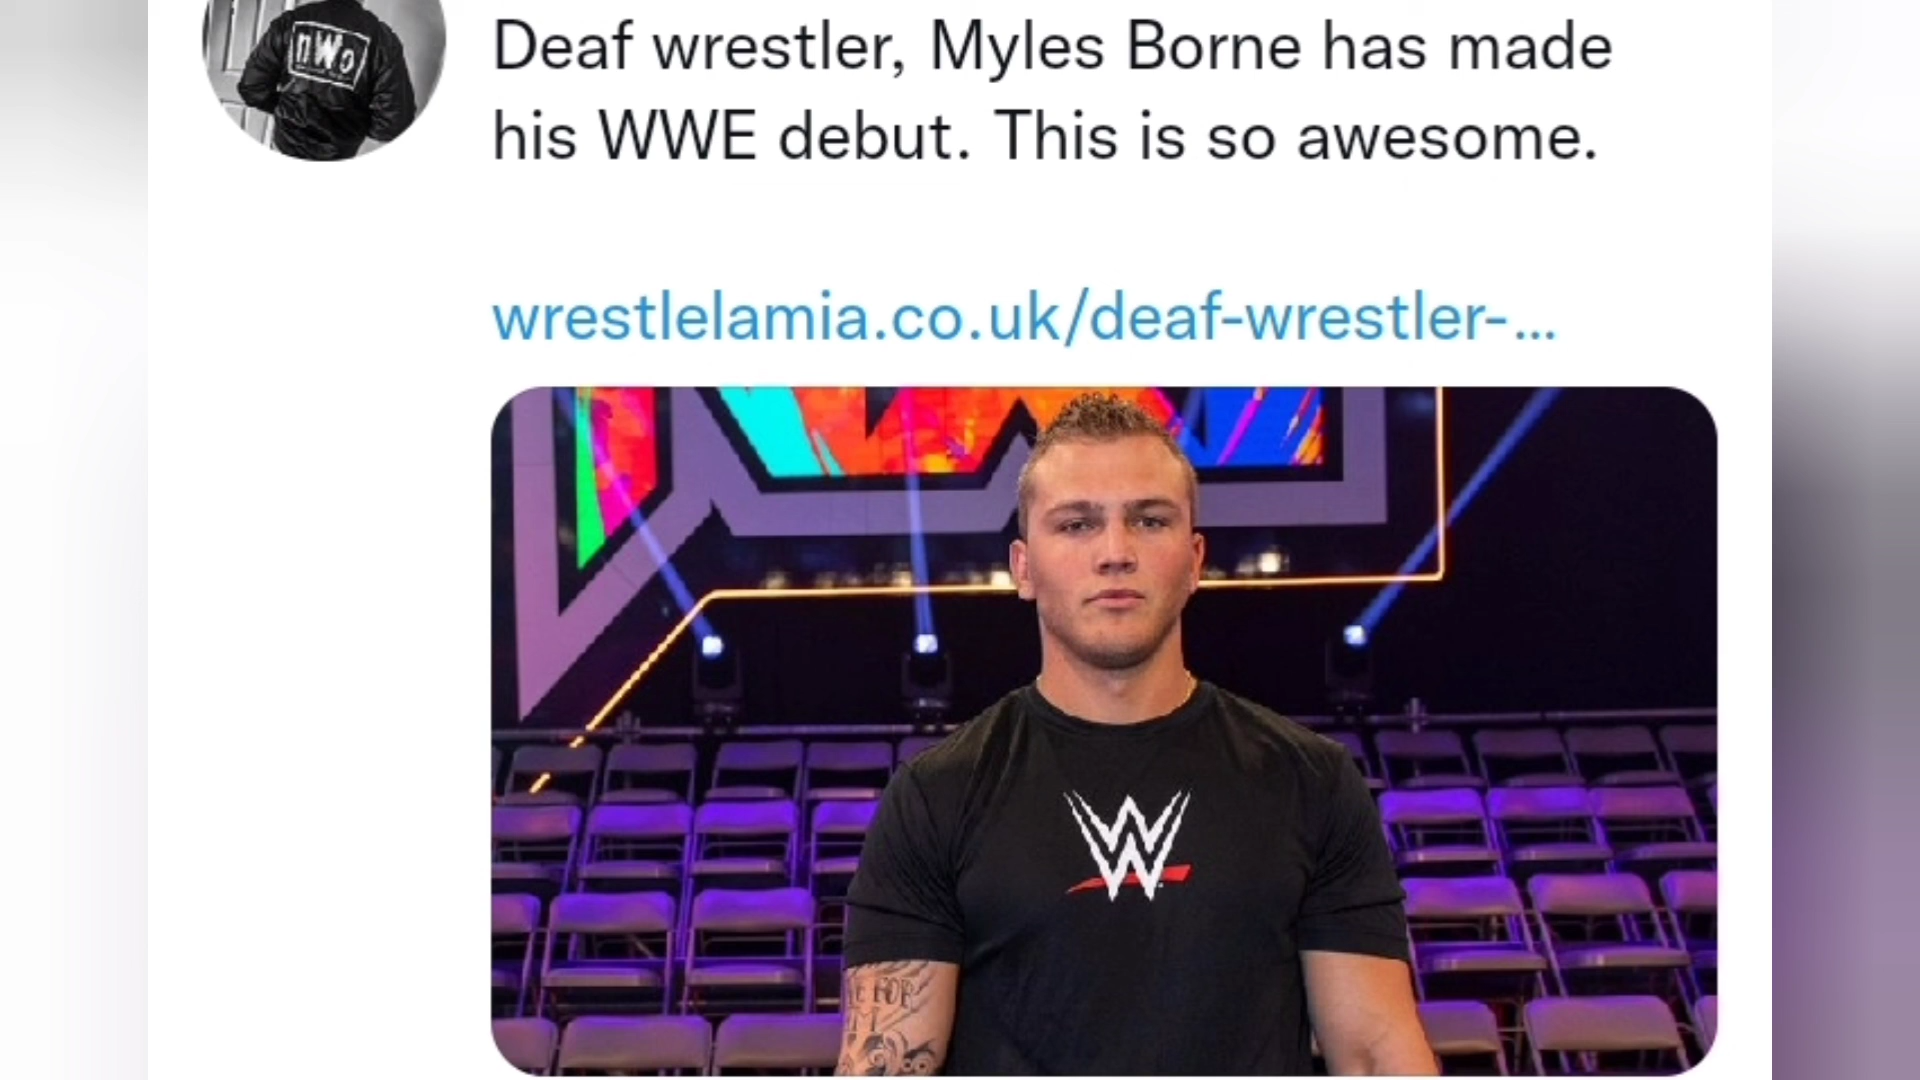 nWo
Deaf wrestler, Myles Borne has made
his WWE debut. This is so awesome.
wrestlelamia.co.uk/deaf-wrestler-...
W
E FOR